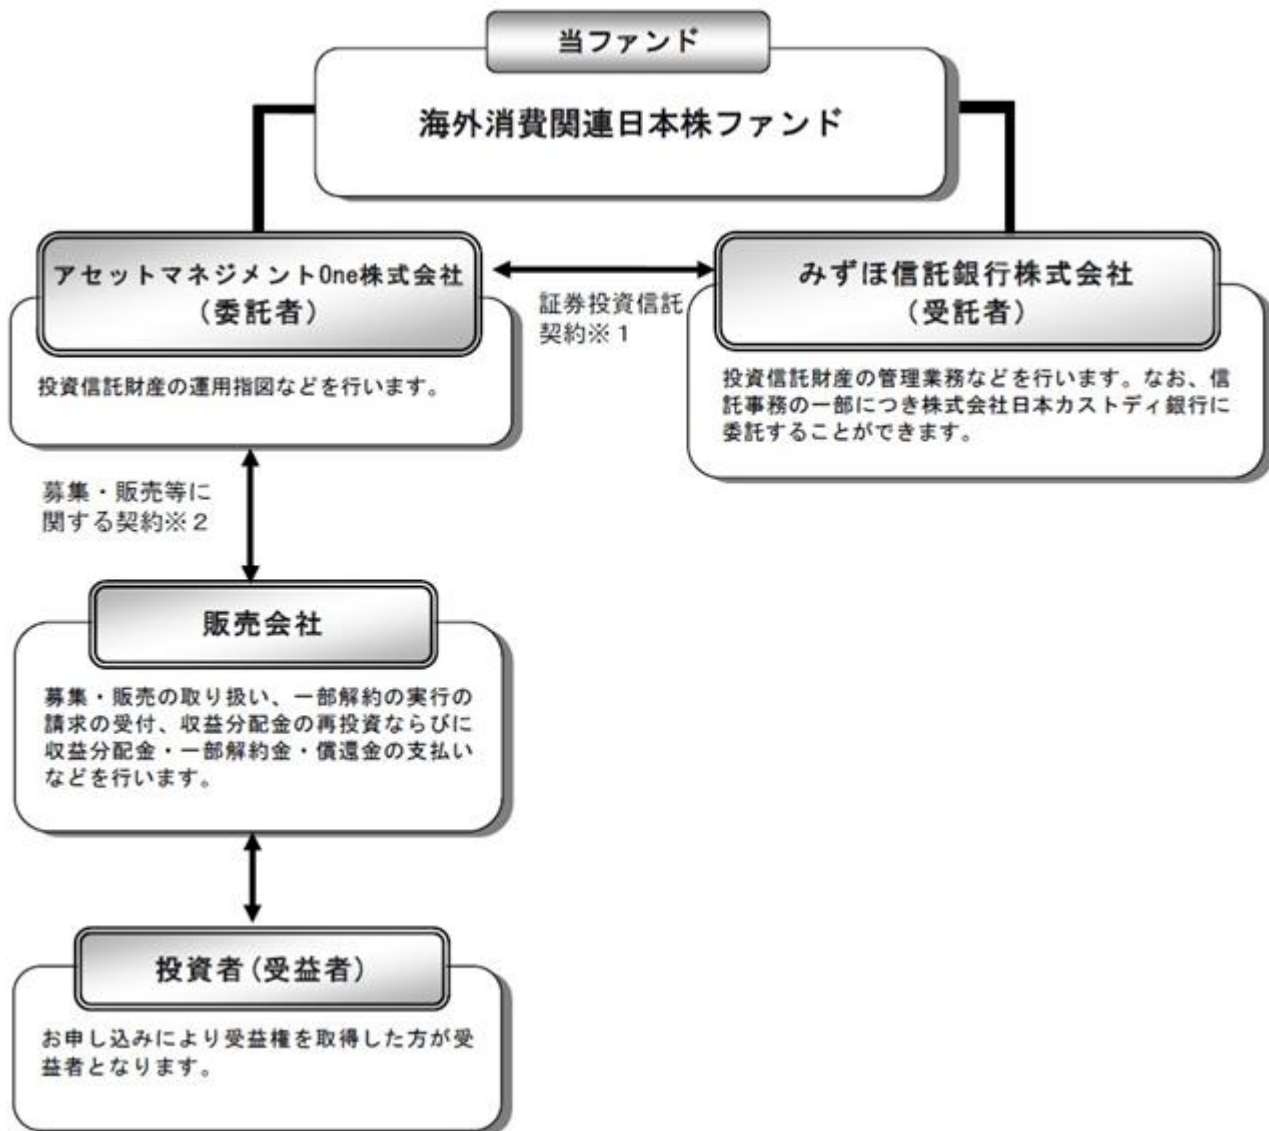 当ファンド
海外消費関連日本株ファンド
アセットマネジメントOne株式会社
（委託者）
投資信託財産の運用指図などを行います。
証券投資信託
契約※１
みずほ信託銀行株式会社
（受託者）
投資信託財産の管理業務などを行います。なお、信
託事務の一部につき株式会社日本カストディ銀行に
委託することができます。
募集・販売等に
関する契約※２
販売会社
募集・販売の取り扱い、一部解約の実行の
請求の受付、収益分配金の再投資ならびに
収益分配金・一部解約金・償還金の支払い
などを行います。
投資者(受益者)
お申し込みにより受益権を取得した方が受
益者となります。